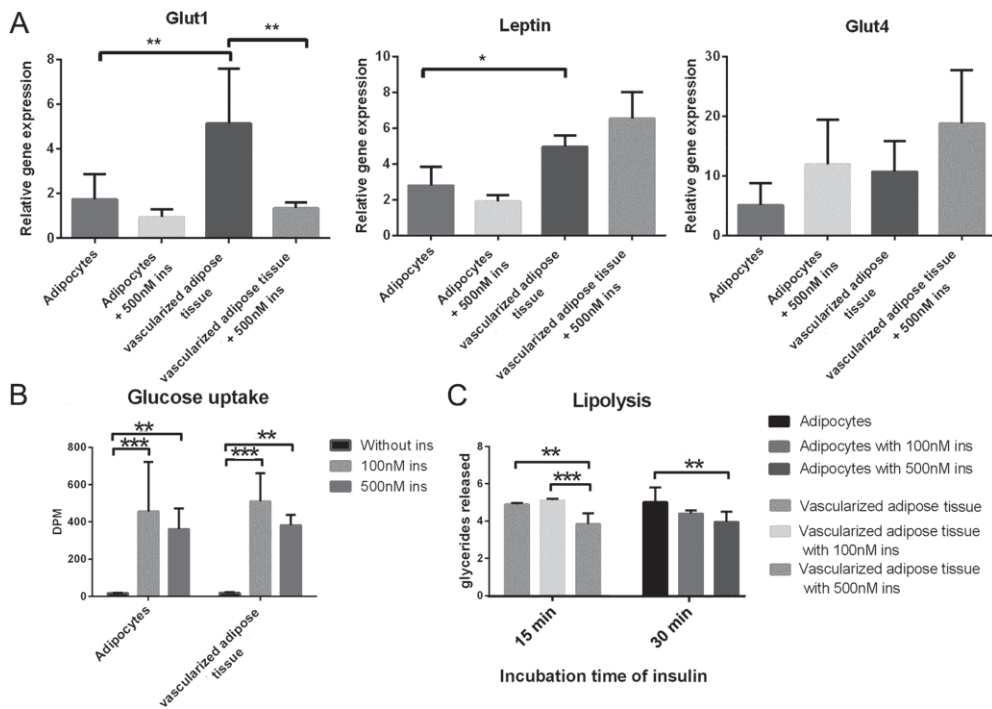 A
Glut1
**
**
Relative gene expression
8
6
4
2
0
Adipocytes
Adipocytes
+ 500nM ins
vascularized adipose
tissue
vascularized adipose tissue
+ 500nM ins
Leptin
*
Relative gene expression
10
8
6
4
2
0
Adipocytes
Adipocytes
+ 500nM ins
vascularized adipose
tissue
vascularized adipose tissue
+ 500nM ins
Glut4
Relative gene expression
30
20
10
0
Adipocytes
Adipocytes
+ 500nM ins
vascularized adipose
tissue
vascularized adipose tissue
+ 500nM ins
B
Glucose uptake
**
***
**
***
DPM
800
600
400
200
0
Adipocytes
vascularized adipose
tissue
Without ins
100nM ins
500nM ins
C
Lipolysis
**
***
**
glycerides released
8
6
4
2
0
15 min
30 min
Incubation time of insulin
Adipocytes
Adipocytes with 100nM ins
Adipocytes with 500nM ins
Vascularized adipose tissue
Vascularized adipose tissue
with 100nM ins
Vascularized adipose tissue
with 500nM ins